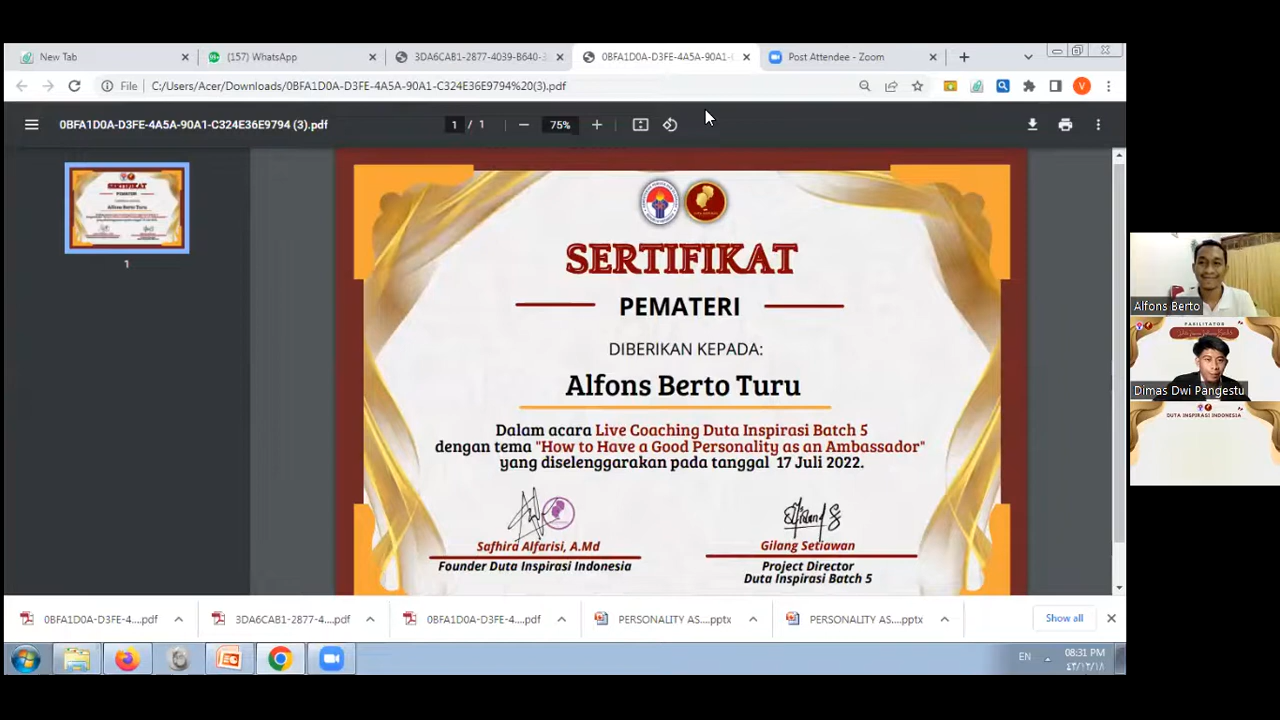 New Tab
(157) WhatsApp
3DA6CAB1-2877-4039-B640-
0BFA1D0A-D3FE-4A5A-90A1-
Post Attendee - Zoom
File
C:/Users/Acer/Downloads/0BFA1D0A-D3FE-4A5A-90A1-C324E36E9794%20(3).pdf
V
0BFA1D0A-D3FE-4A5A-90A1-C324E36E9794 (3).pdf
1 / 1
75%
1
SERTIFIKAT
PEMATERI
DIBERIKAN KEPADA:
Alfons Berto Turu
Dalam acara Live Coaching Duta Inspirasi Batch 5
dengan tema "How to Have a Good Personality as an Ambassador"
yang diselenggarakan pada tanggal 17 Juli 2022.
Safhira Alfarisi, A.Md
Founder Duta Inspirasi Indonesia
Gilang Setiawan
Project Director
Duta Inspirasi Batch 5
Alfons Berto
FASILITATOR
Dimas Dwi Pangestu
DUTA INSPIRASI INDONESIA
0BFA1D0A-D3FE-4....pdf
3DA6CAB1-2877-4....pdf
0BFA1D0A-D3FE-4....pdf
PERSONALITY AS....pptx
PERSONALITY AS....pptx
Show all
EN
08:31 PM
٤٣/١٢/١٨